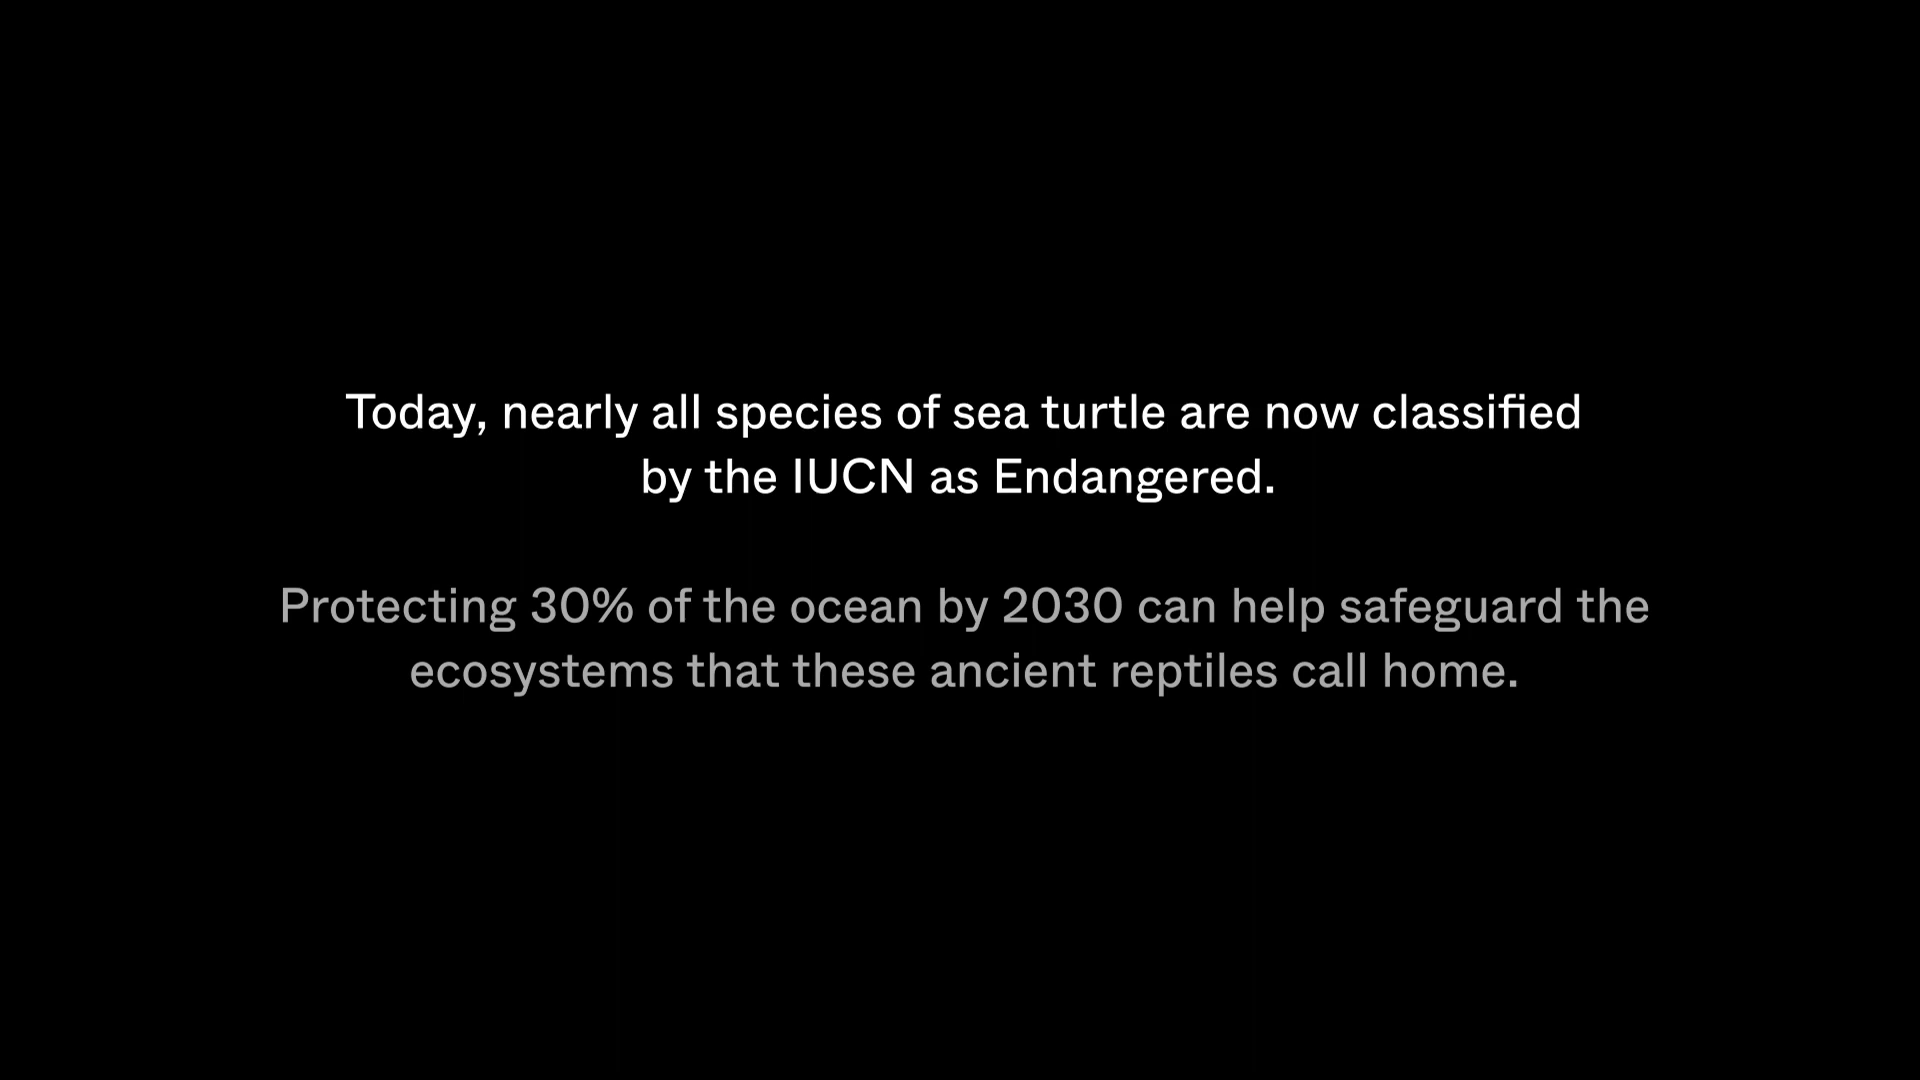 Today, nearly all species of sea turtle are now classified
by the IUCN as Endangered.
Protecting 30% of the ocean by 2030 can help safeguard the
ecosystems that these ancient reptiles call home.